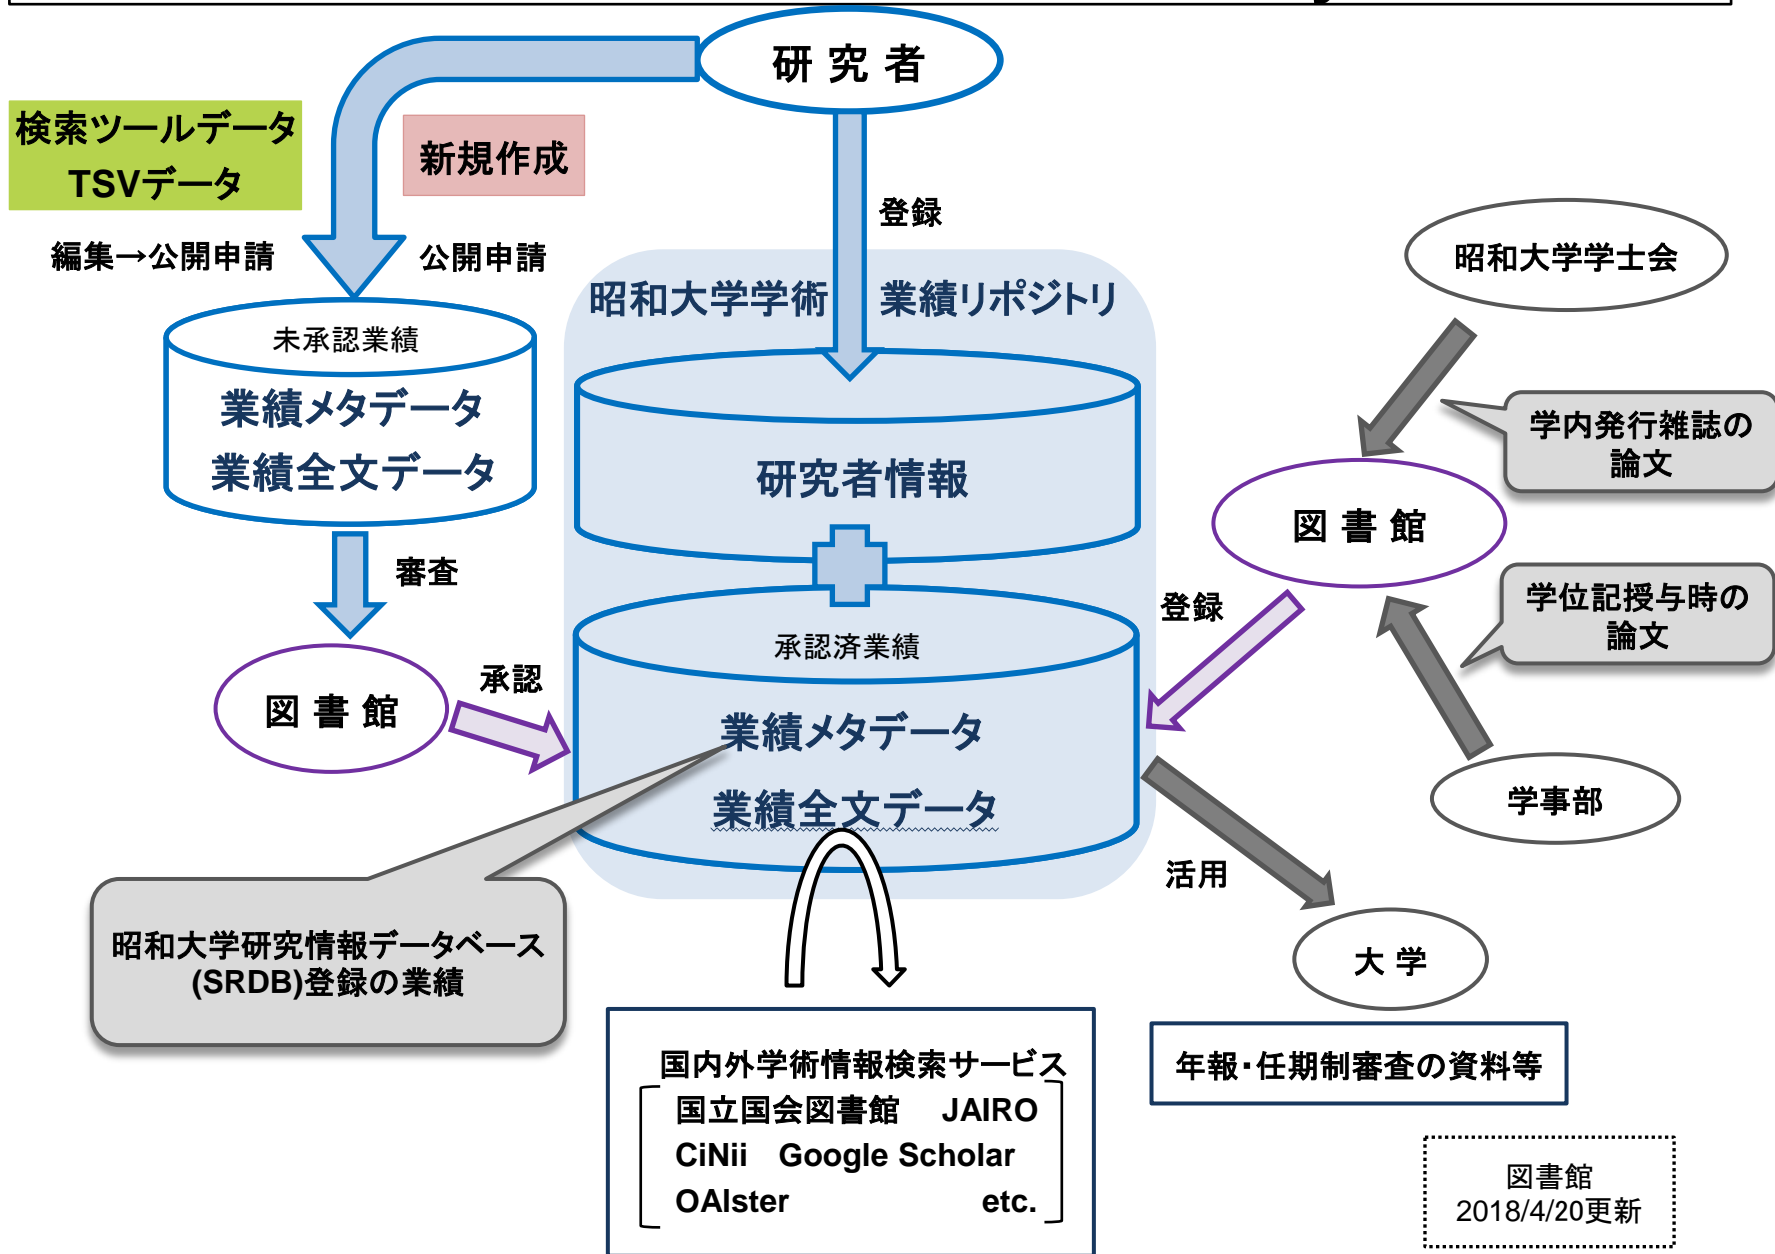 研 究 者
検索ツールデータ
TSVデータ
新規作成
登録
編集→公開申請
公開申請
昭和大学学術 業績リポジトリ
昭和大学学士会
未承認業績
業績メタデータ
業績全文データ
研究者情報
学内発行雑誌の
論文
図 書 館
審査
学位記授与時の
論文
登録
承認済業績
図 書 館
承認
業績メタデータ
業績全文データ
学事部
活用
昭和大学研究情報データベース
(SRDB)登録の業績
大 学
年報・任期制審査の資料等
国内外学術情報検索サービス
国立国会図書館 JAIRO
CiNii Google Scholar
OAIster etc.
図書館
2018/4/20更新